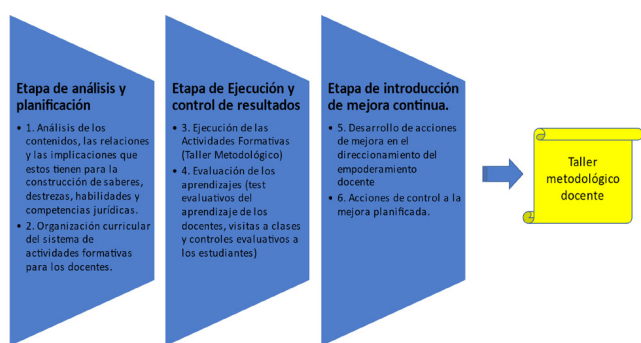 Etapa de análisis y
planificación
• 1. Análisis de los
contenidos, las relaciones
y las implicaciones que
estos tienen para la
construcción de saberes,
destrezas, habilidades y
competencias jurídicas.
• 2. Organización curricular
del sistema de
actividades formativas
para los docentes.
Etapa de Ejecución y
control de resultados
• 3. Ejecución de las
Actividades Formativas
(Taller Metodológico)
• 4. Evaluación de los
aprendizajes (test
evaluativos del
aprendizaje de los
docentes, visitas a clases
y controles evaluativos a
los estudiantes)
Etapa de introducción
de mejora continua.
• 5. Desarrollo de acciones
de mejora en el
direccionamiento del
empoderamiento
docente
• 6. Acciones de control a la
mejora planificada.
Taller
metodológico
docente